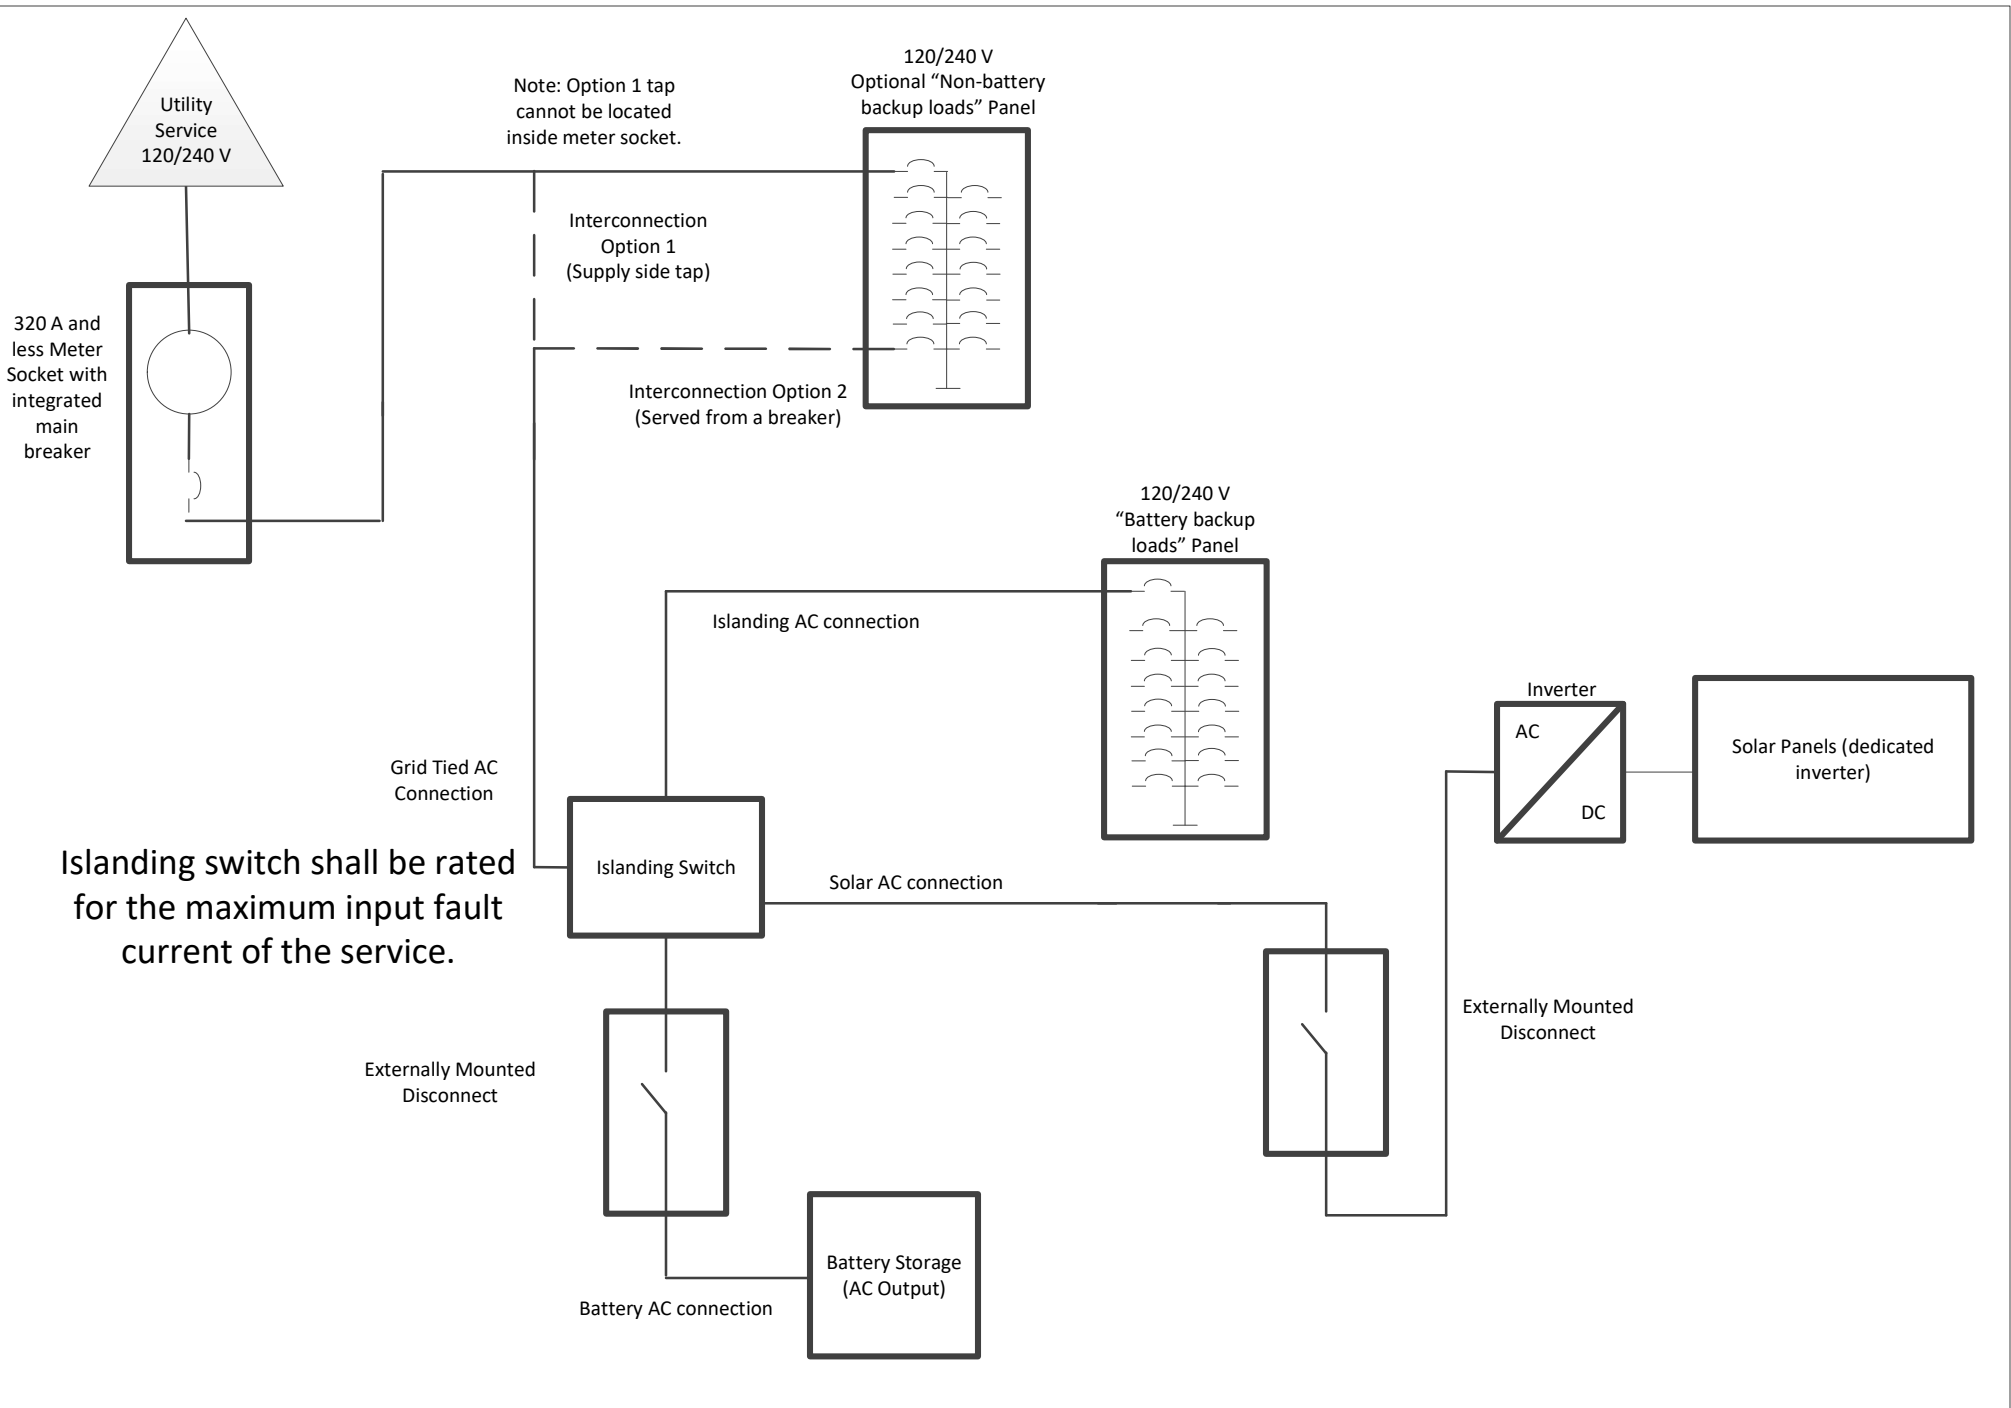 Utility
Service
120/240 V
Note: Option 1 tap
cannot be located
inside meter socket.
120/240 V
Optional “Non-battery
backup loads” Panel
Interconnection
Option 1
(Supply side tap)
320 A and
less Meter
Socket with
integrated
main
breaker
Interconnection Option 2
(Served from a breaker)
120/240 V
“Battery backup
loads” Panel
Islanding AC connection
Inverter
AC
DC
Solar Panels (dedicated
inverter)
Grid Tied AC
Connection
Islanding switch shall be rated
for the maximum input fault
current of the service.
Islanding Switch
Solar AC connection
Externally Mounted
Disconnect
Externally Mounted
Disconnect
Battery Storage
(AC Output)
Battery AC connection